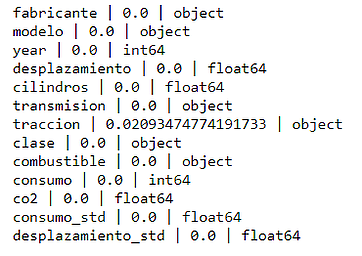 fabricante | 0.0 | object
modelo | 0.0 | object
year | 0.0 | int64
desplazamiento | 0.0 | float64
cilindros | 0.0 | float64
transmision | 0.0 | object
traccion | 0.02093474774191733 | object
clase | 0.0 | object
combustible | 0.0 | object
consumo | 0.0 | int64
co2 | 0.0 | float64
consumo_std | 0.0 | float64
desplazamiento_std | 0.0 | float64